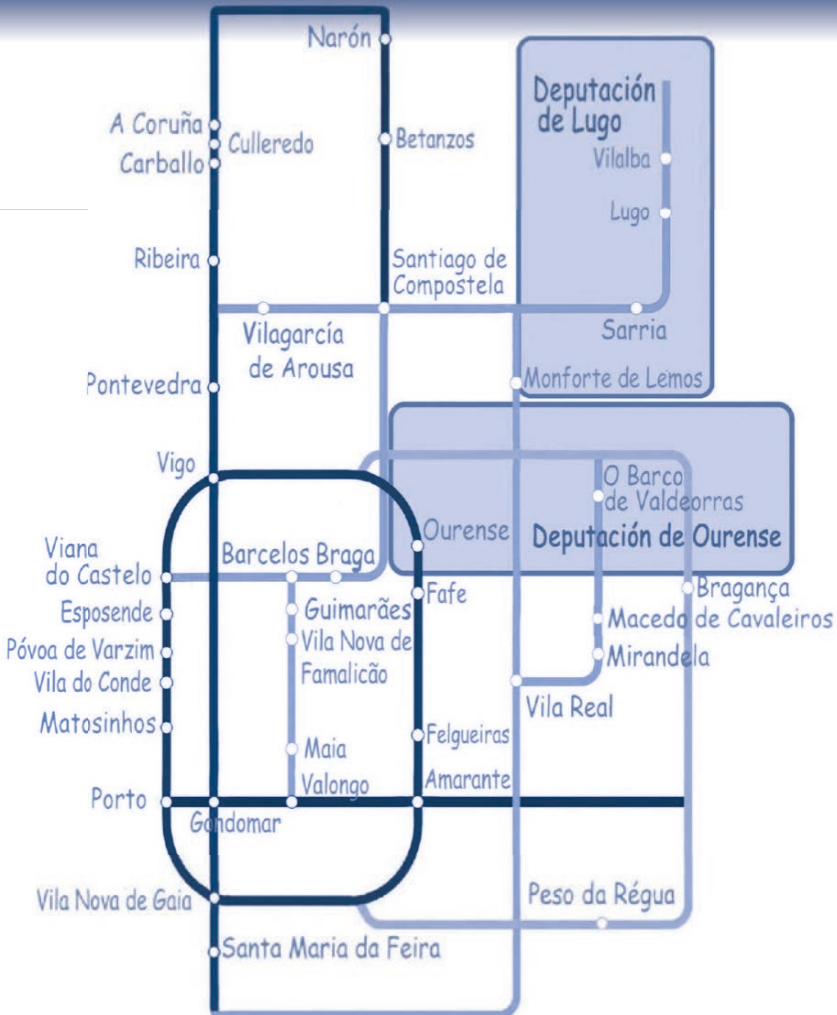 Narón
Deputación
de Lugo
A Coruña
Culleredo
Betanzos
Carballo
Vilalba
Lugo
Ribeira
Santiago de
Compostela
Vilagarcía
de Arousa
Sarria
Pontevedra
Monforte de Lemos
Vigo
O Barco
de Valdeorras
Ourense
Deputación de Ourense
Viana
do Castelo
Barcelos Braga
Bragança
Fafe
Esposende
Guimarães
Macedo de Cavaleiros
Póvoa de Varzim
Vila Nova de
Famalicão
Mirandela
Vila do Conde
Vila Real
Matosinhos
Felgueiras
Maia
Valongo
Amarante
Porto
Gondomar
Vila Nova de Gaia
Peso da Régua
Santa Maria da Feira